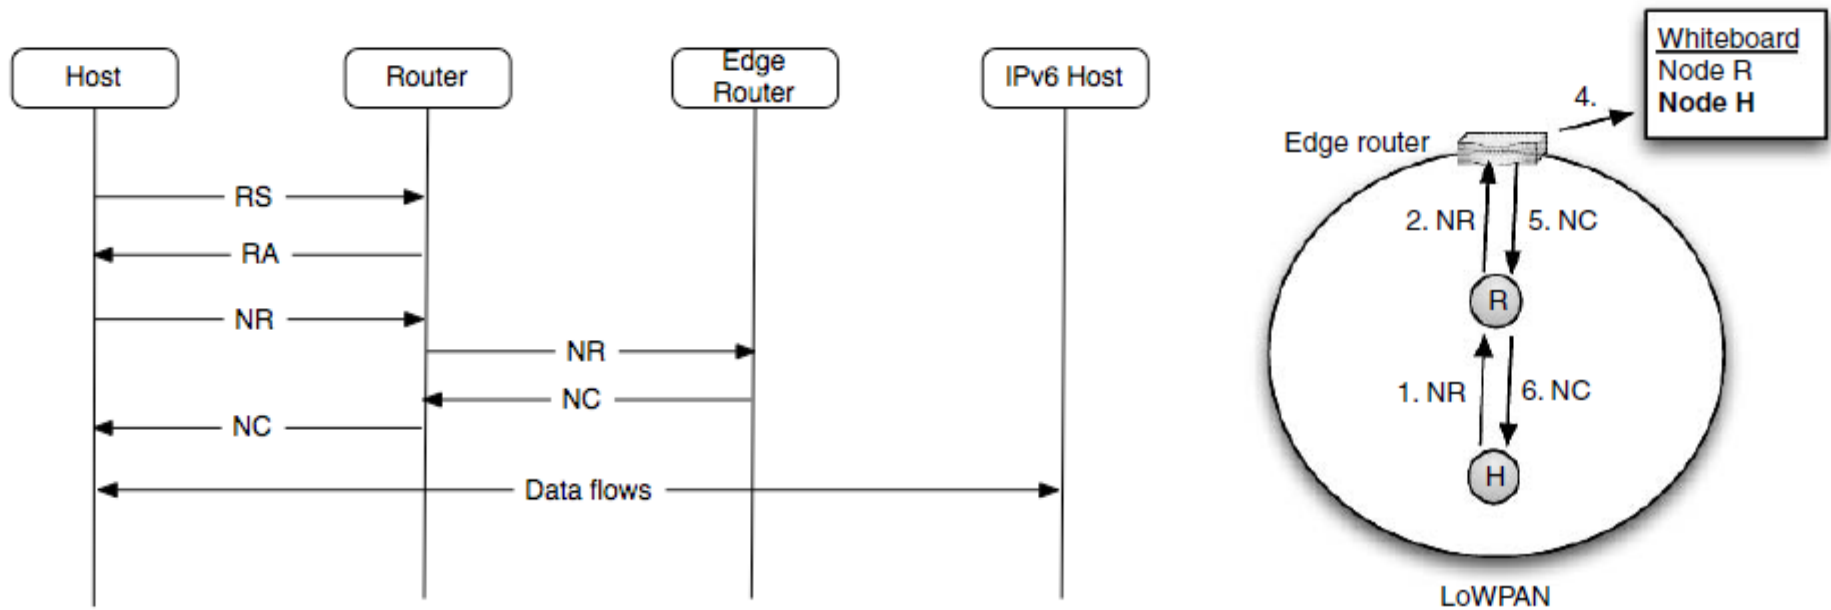 Host
Router
Edge
Router
IPv6 Host
RS
RA
NR
NR
NC
NC
Data flows
Whiteboard
Node R
Node H
4.
Edge router
2. NR
5. NC
R
1. NR
6. NC
H
LoWPAN